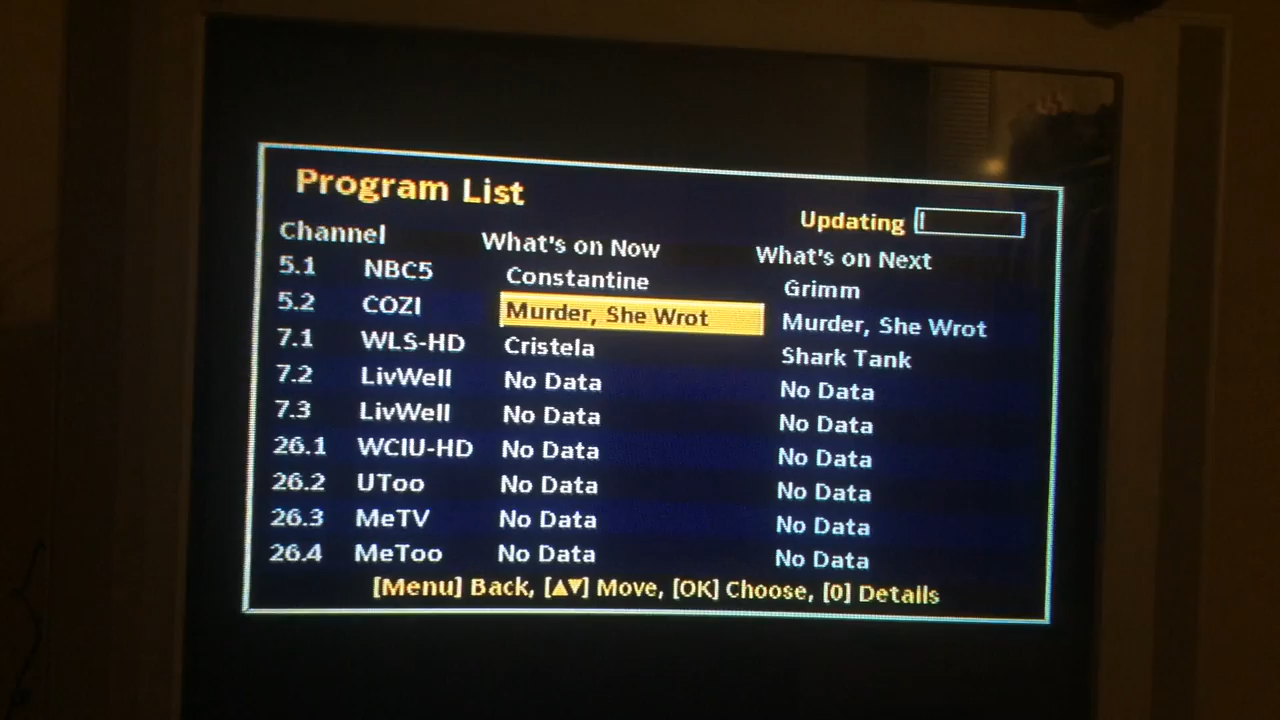 Program List
Updating
Channel What's on Now What's on Next
5.1 NBC5 Constantine Grimm
5.2 COZI Murder, She Wrot Murder, She Wrot
7.1 WLS-HD Cristela Shark Tank
7.2 LivWell No Data No Data
7.3 LivWell No Data No Data
26.1 WCIU-HD No Data No Data
26.2 UToo No Data No Data
26.3 MeTV No Data No Data
26.4 MeToo No Data No Data
[Menu] Back, [▲▼] Move, [OK] Choose, [0] Details